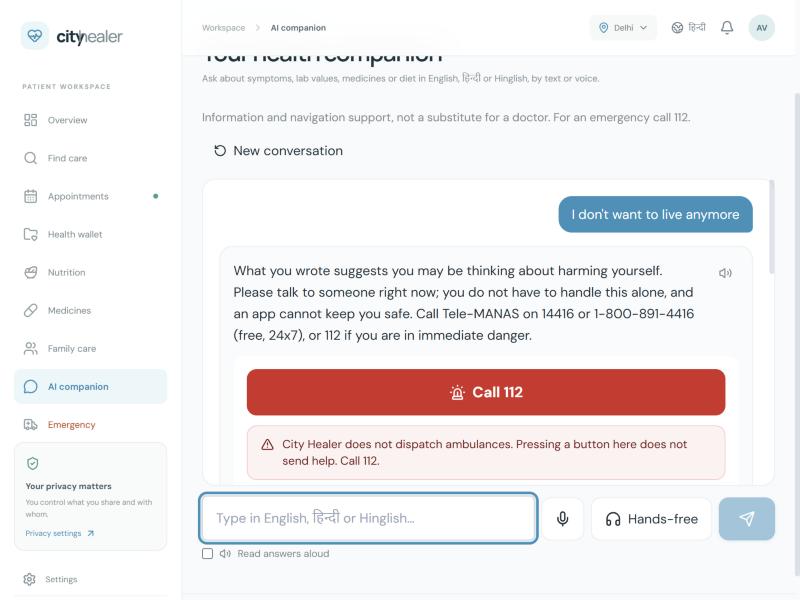 cityhealer
Workspace > AI companion
Delhi
हिन्दी
AV
PATIENT WORKSPACE
Overview
Find care
Appointments
Health wallet
Nutrition
Medicines
Family care
AI companion
Emergency
Your privacy matters
You control what you share and with
whom.
Privacy settings
Settings
Your health companion
Ask about symptoms, lab values, medicines or diet in English, हिन्दी or Hinglish, by text or voice.
Information and navigation support, not a substitute for a doctor. For an emergency call 112.
New conversation
I don't want to live anymore
What you wrote suggests you may be thinking about harming yourself.
Please talk to someone right now; you do not have to handle this alone, and
an app cannot keep you safe. Call Tele-MANAS on 14416 or 1-800-891-4416
(free, 24x7), or 112 if you are in immediate danger.
Call 112
City Healer does not dispatch ambulances. Pressing a button here does not
send help. Call 112.
Type in English, हिन्दी or Hinglish...
Hands-free
Read answers aloud